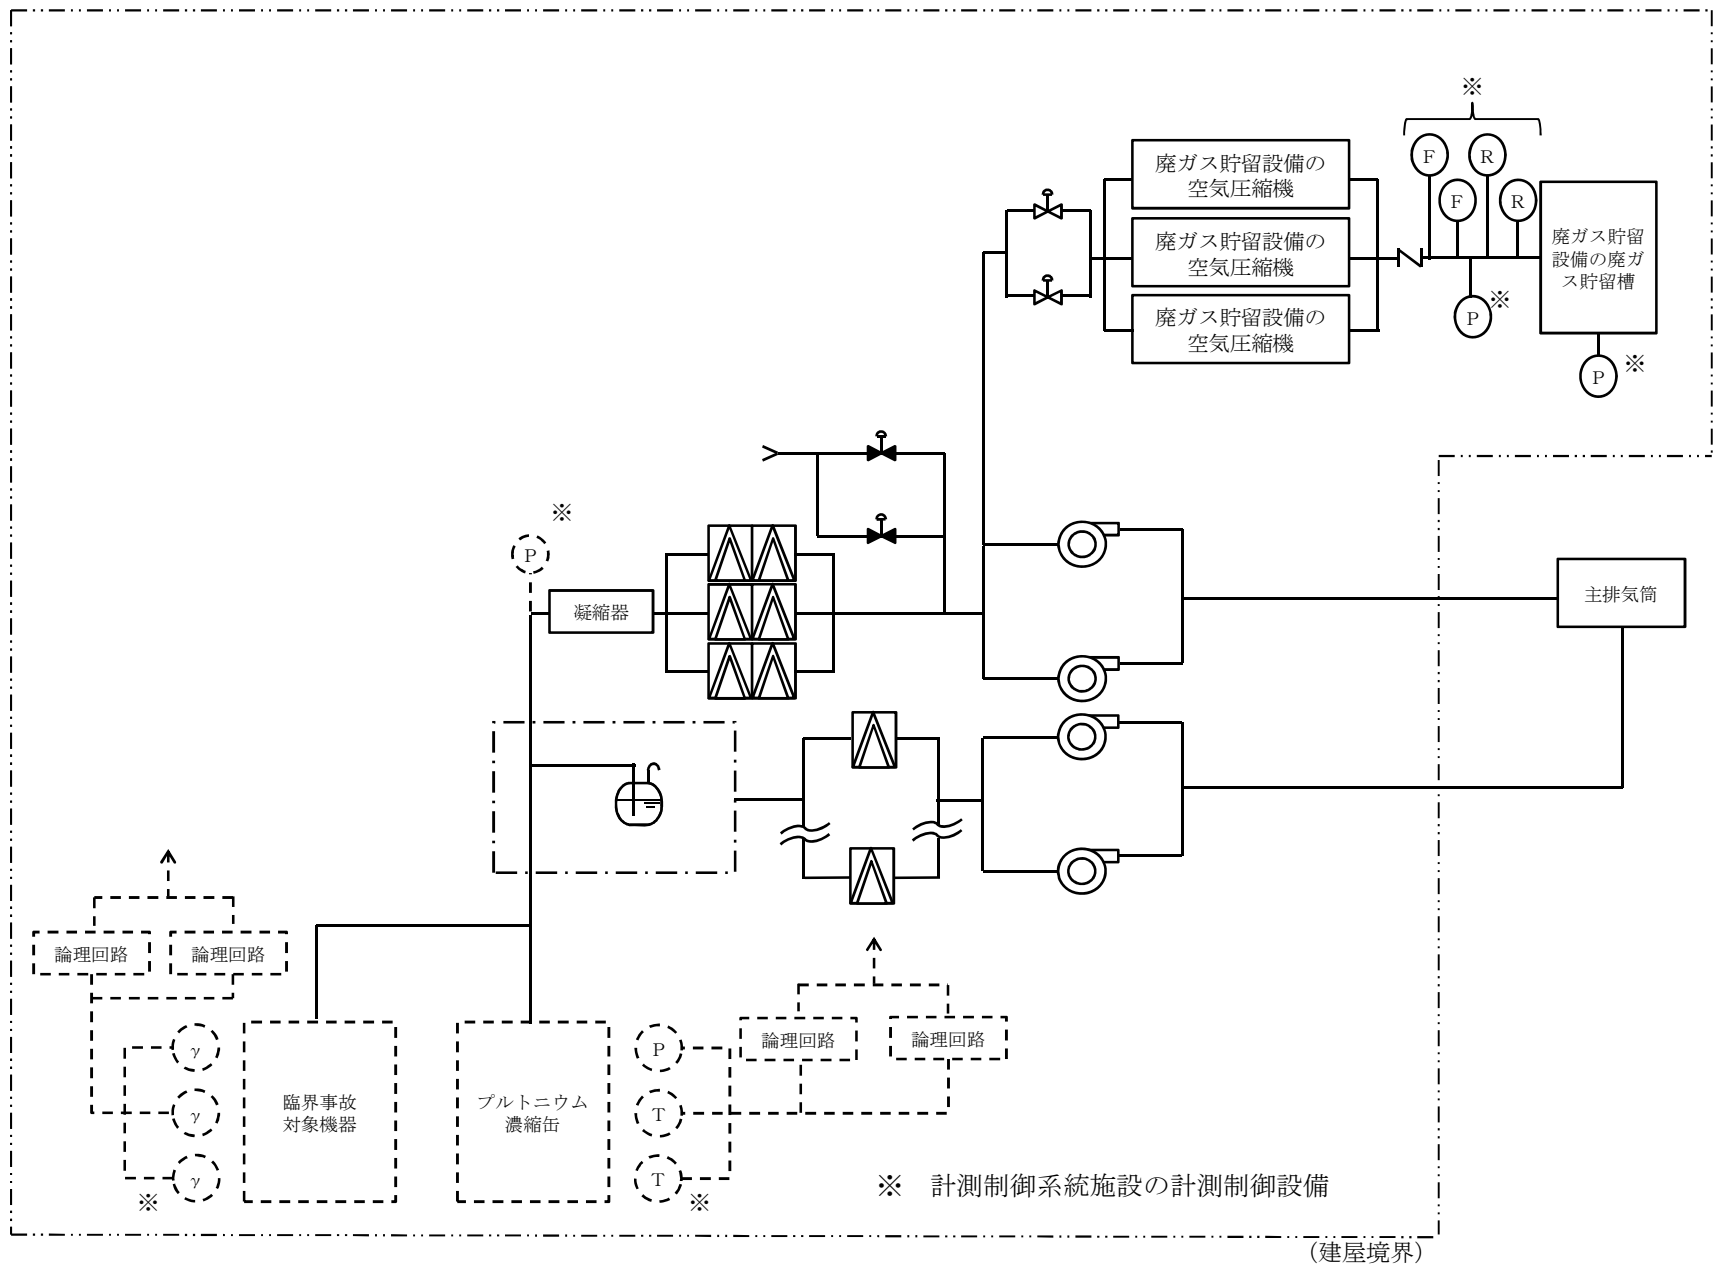 ※
F
R
F
R
廃ガス貯留設備の
空気圧縮機
廃ガス貯留設備の
空気圧縮機
廃ガス貯留設備の
空気圧縮機
廃ガス貯留
設備の廃ガ
ス貯留槽
P
※
P
※
※
P
凝縮器
主排気筒
論理回路
論理回路
γ
γ
γ
※
臨界事故
対象機器
プルトニウム
濃縮缶
P
T
T
※
論理回路
論理回路
※ 計測制御系統施設の計測制御設備
（建屋境界）